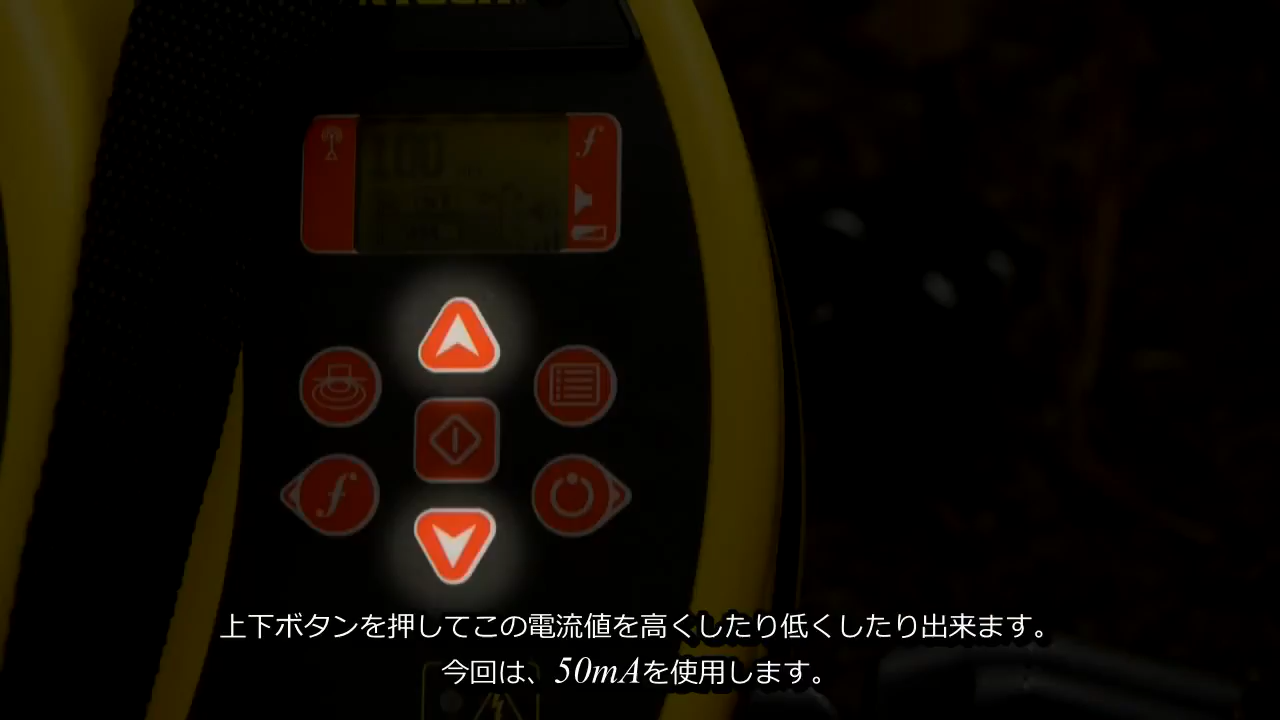 100
上下ボタンを押してこの電流値を高くしたり低くしたり出来ます。
今回は、50mAを使用します。